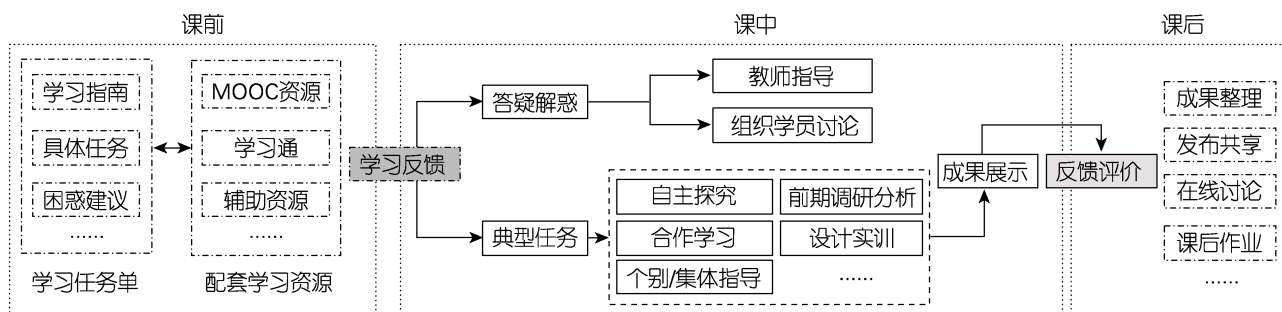 课前
课中
课后
学习指南
具体任务
困惑建议
……
学习任务单
MOOC资源
学习通
辅助资源
……
配套学习资源
学习反馈
答疑解惑
教师指导
组织学员讨论
典型任务
自主探究
前期调研分析
合作学习
设计实训
个别/集体指导
……
成果展示
反馈评价
成果整理
发布共享
在线讨论
课后作业
……